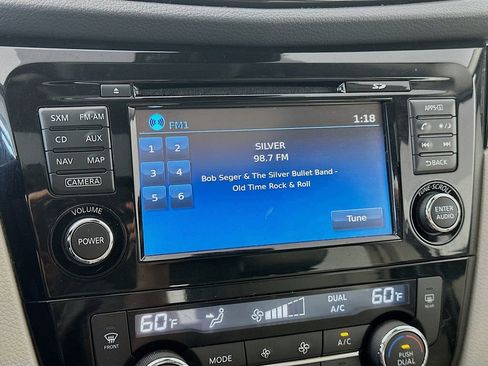 SD
SXM FM-AM
CD AUX
NAV MAP
CAMERA
VOLUME
POWER
FM1
1:18
1 2
3 4
5 6
SILVER
98.7 FM
Bob Seger & The Silver Bullet Band -
Old Time Rock & Roll
Tune
APPS
BACK
TUNE·SCROLL
ENTER
AUDIO
60°F
DUAL
A/C
60°F
FRONT
REAR
MODE
A/C
PUSH
DUAL